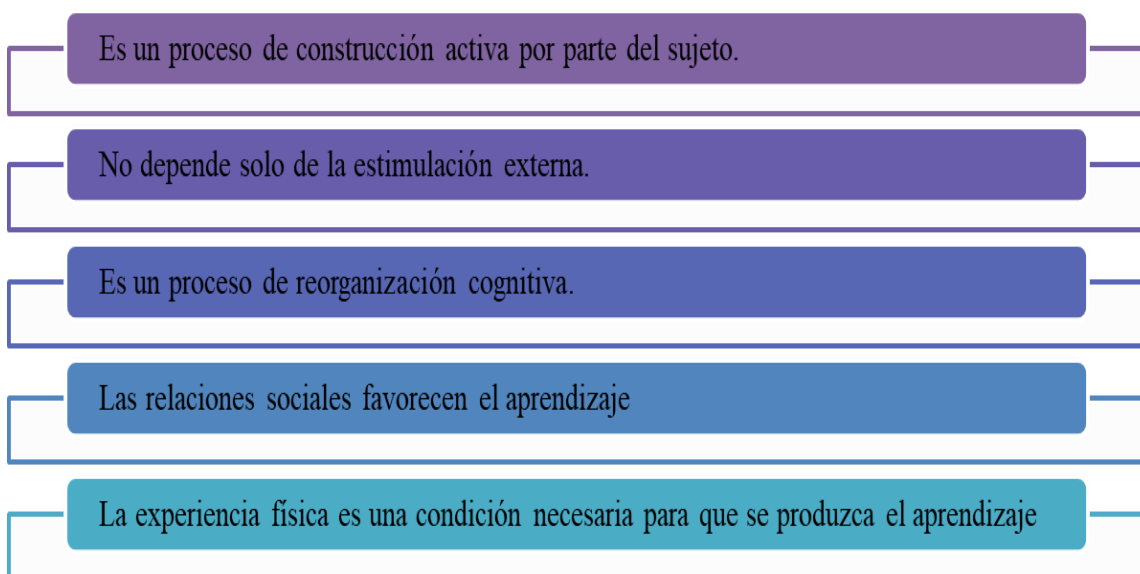 Es un proceso de construcción activa por parte del sujeto.
No depende solo de la estimulación externa.
Es un proceso de reorganización cognitiva.
Las relaciones sociales favorecen el aprendizaje
La experiencia física es una condición necesaria para que se produzca el aprendizaje